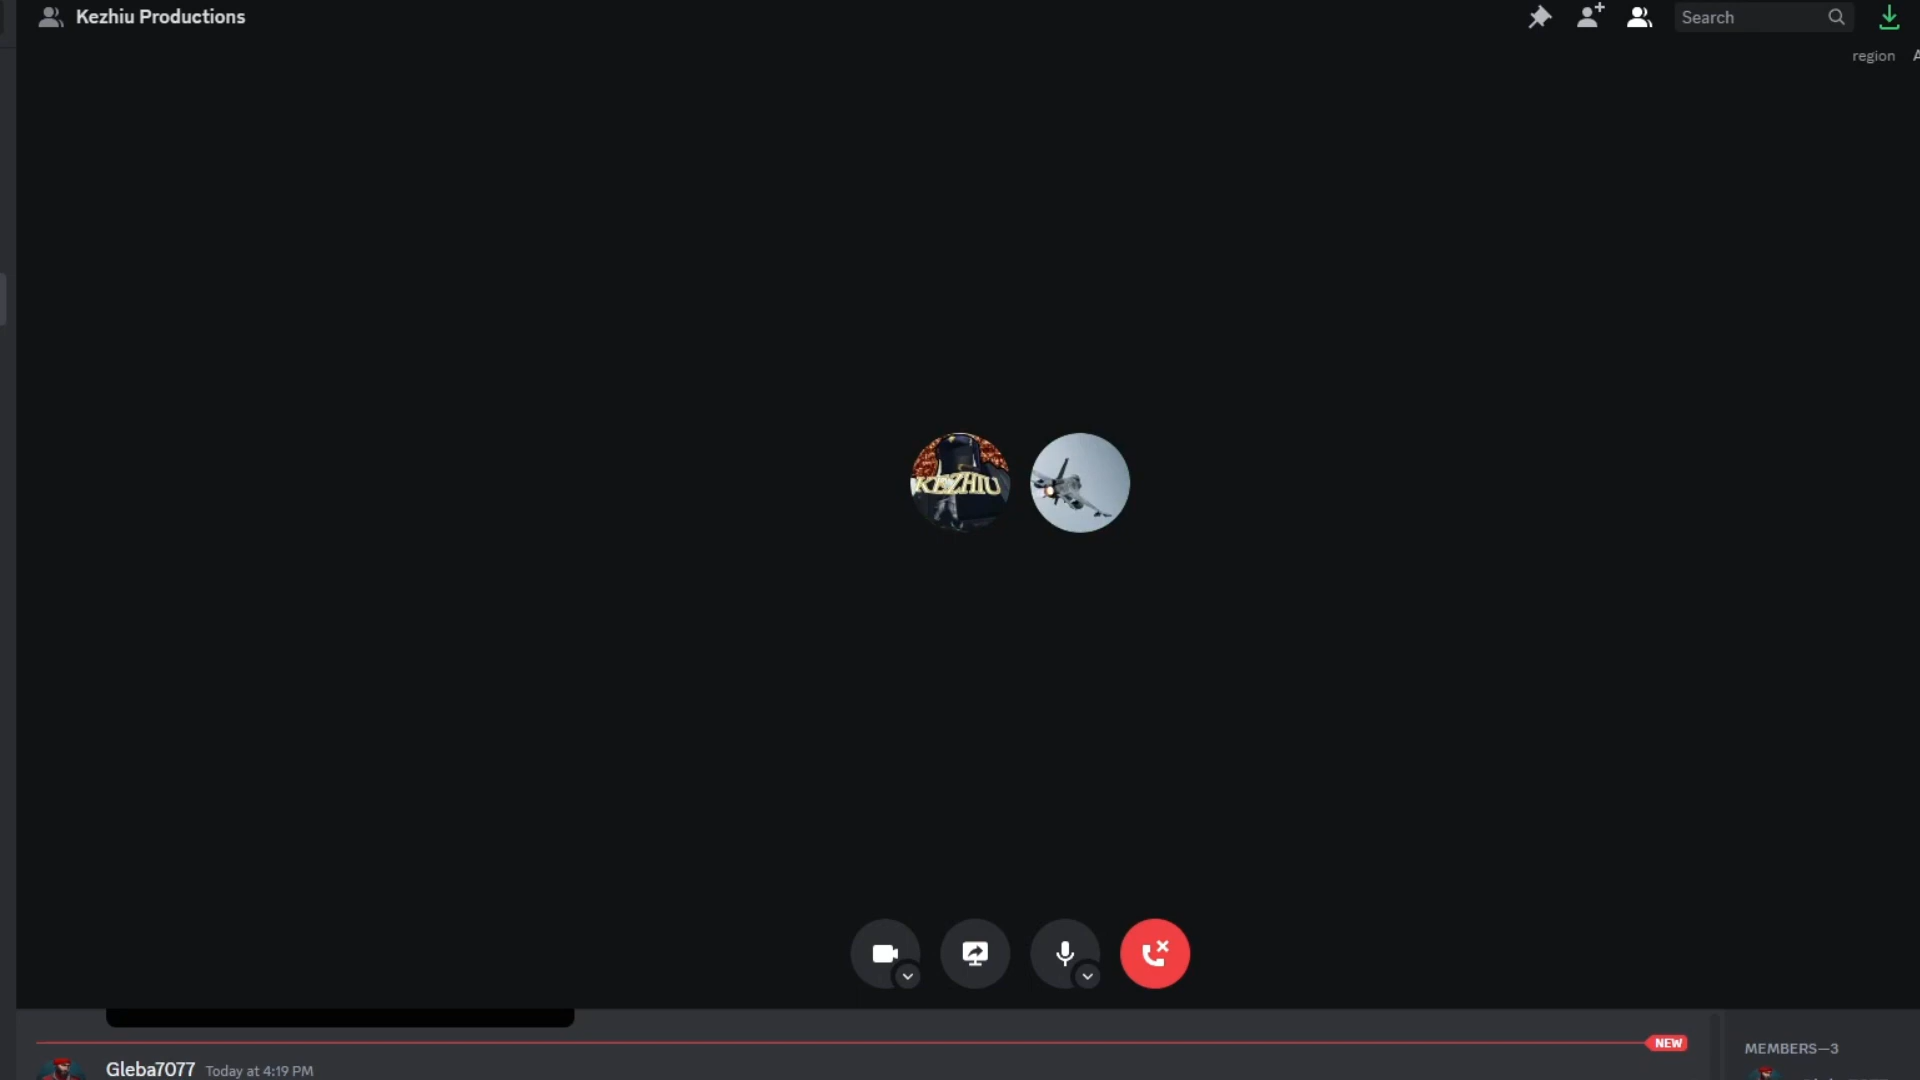 Kezhiu Productions
Search
region
KEZHIU
NEW
Gleba7077 Today at 4:19 PM
MEMBERS—3